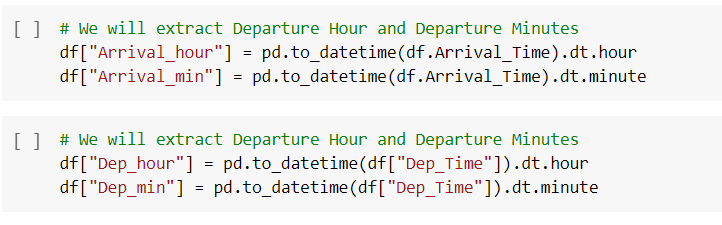 [ ] # We will extract Departure Hour and Departure Minutes
df["Arrival_hour"] = pd.to_datetime(df.Arrival_Time).dt.hour
df["Arrival_min"] = pd.to_datetime(df.Arrival_Time).dt.minute
[ ] # We will extract Departure Hour and Departure Minutes
df["Dep_hour"] = pd.to_datetime(df["Dep_Time"]).dt.hour
df["Dep_min"] = pd.to_datetime(df["Dep_Time"]).dt.minute